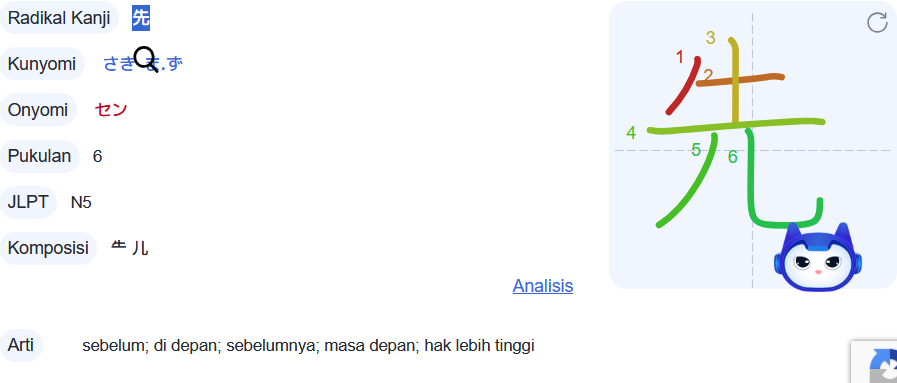 Radikal Kanji 先
Kunyomi さき ま.ず
Onyomi セン
Pukulan 6
JLPT N5
Komposisi ⺧ 儿
Analisis
Arti sebelum; di depan; sebelumnya; masa depan; hak lebih tinggi
1
2
3
4
5
6